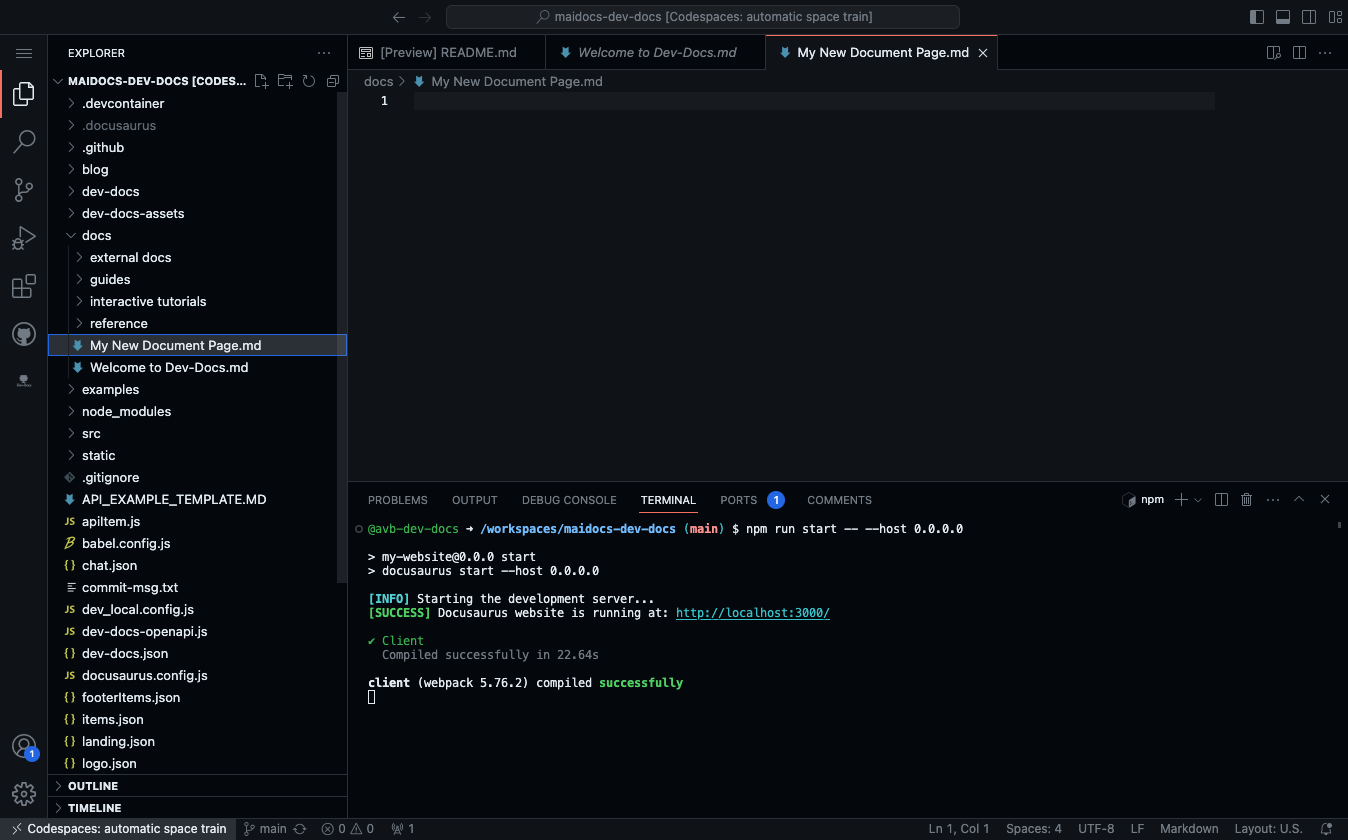 maidocs-dev-docs [Codespaces: automatic space train]
EXPLORER
MAIDOCS-DEV-DOCS [CODES...
.devcontainer
.docusaurus
.github
blog
dev-docs
dev-docs-assets
docs
external docs
guides
interactive tutorials
reference
My New Document Page.md
Welcome to Dev-Docs.md
examples
node_modules
src
static
.gitignore
API_EXAMPLE_TEMPLATE.MD
JS apiItem.js
babel.config.js
{} chat.json
commit-msg.txt
JS dev_local.config.js
JS dev-docs-openapi.js
{} dev-docs.json
JS docusaurus.config.js
{} footerItems.json
{} items.json
{} landing.json
{} logo.json
OUTLINE
TIMELINE
1
[Preview] README.md
Welcome to Dev-Docs.md
My New Document Page.md
docs > My New Document Page.md
1
PROBLEMS OUTPUT DEBUG CONSOLE TERMINAL PORTS 1 COMMENTS
npm
@avb-dev-docs ➜ /workspaces/maidocs-dev-docs (main) $ npm run start -- --host 0.0.0.0
> my-website@0.0.0 start
> docusaurus start --host 0.0.0.0
[INFO] Starting the development server...
[SUCCESS] Docusaurus website is running at: http://localhost:3000/
✔ Client
Compiled successfully in 22.64s
client (webpack 5.76.2) compiled successfully
Codespaces: automatic space train main 0 0 1 Ln 1, Col 1 Spaces: 4 UTF-8 LF Markdown Layout: U.S.